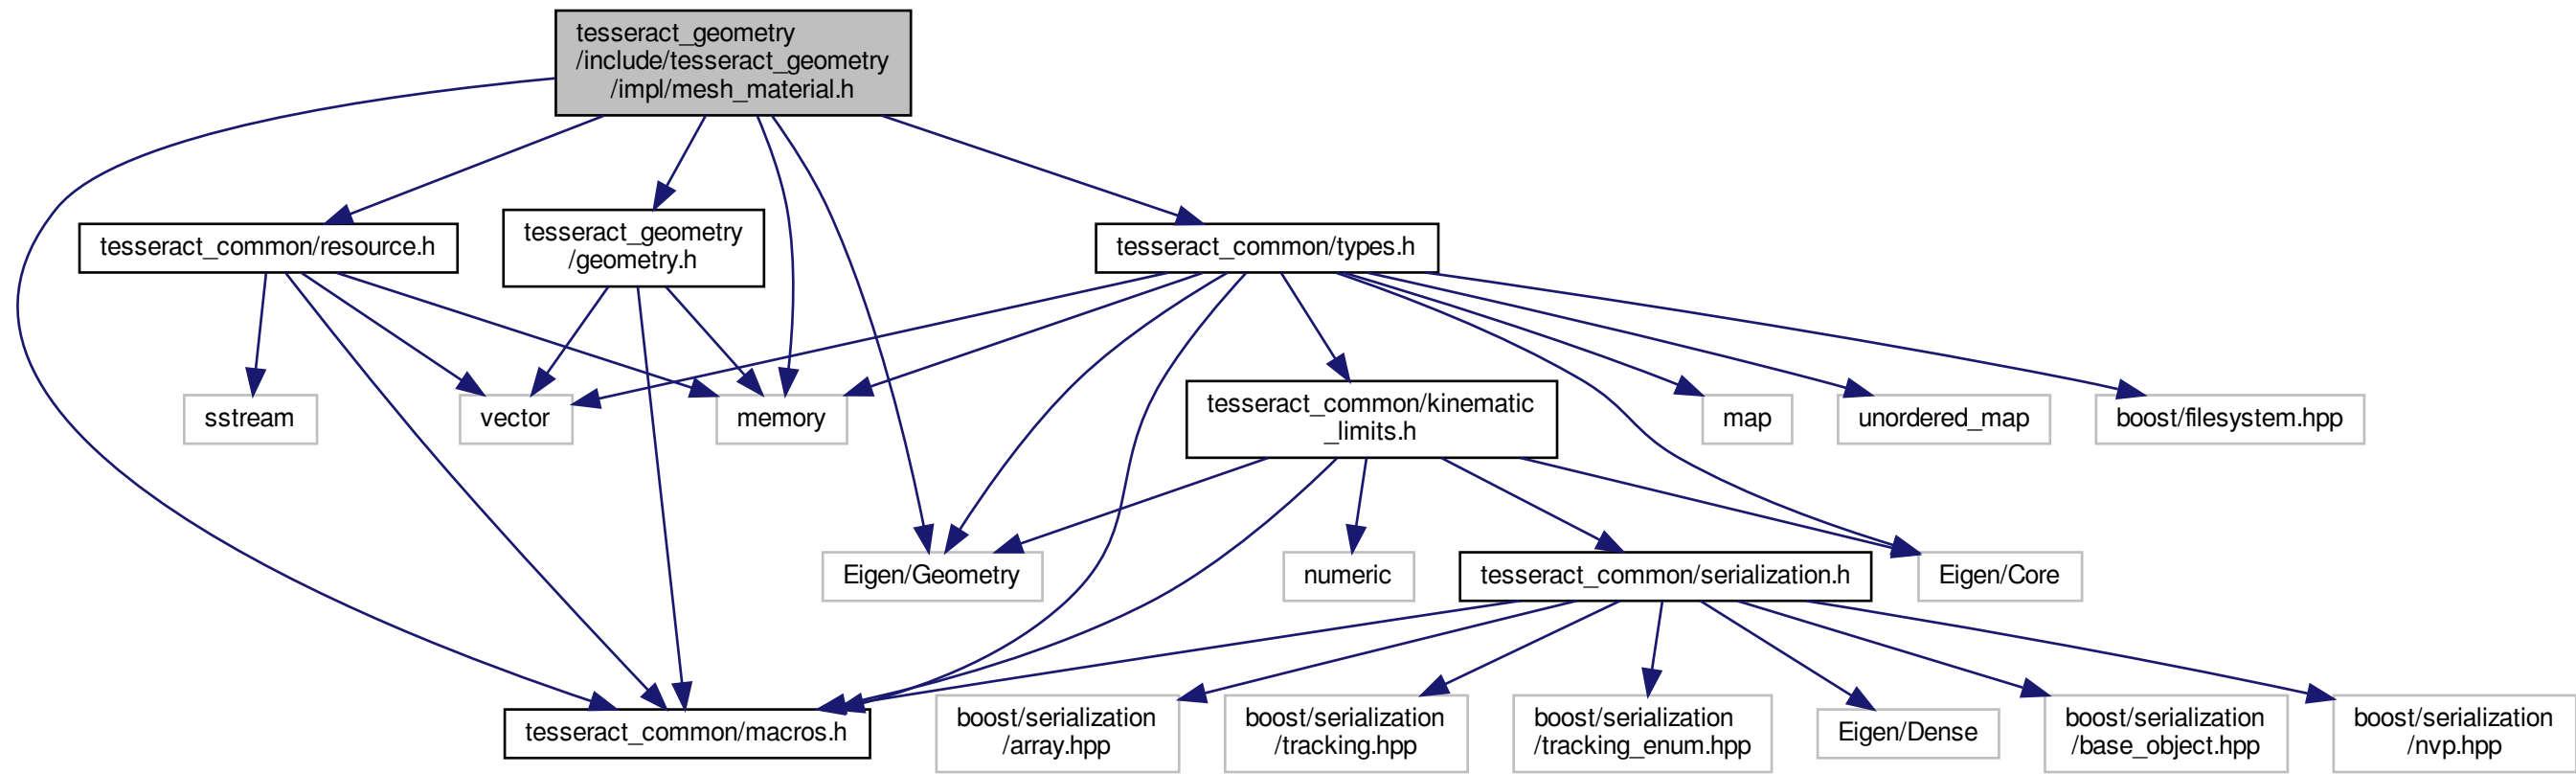 tesseract_geometry
/include/tesseract_geometry
/impl/mesh_material.h
tesseract_common/resource.h
tesseract_geometry
/geometry.h
tesseract_common/types.h
sstream
vector
memory
tesseract_common/kinematic
_limits.h
map
unordered_map
boost/filesystem.hpp
Eigen/Geometry
numeric
tesseract_common/serialization.h
Eigen/Core
tesseract_common/macros.h
boost/serialization
/array.hpp
boost/serialization
/tracking.hpp
boost/serialization
/tracking_enum.hpp
Eigen/Dense
boost/serialization
/base_object.hpp
boost/serialization
/nvp.hpp